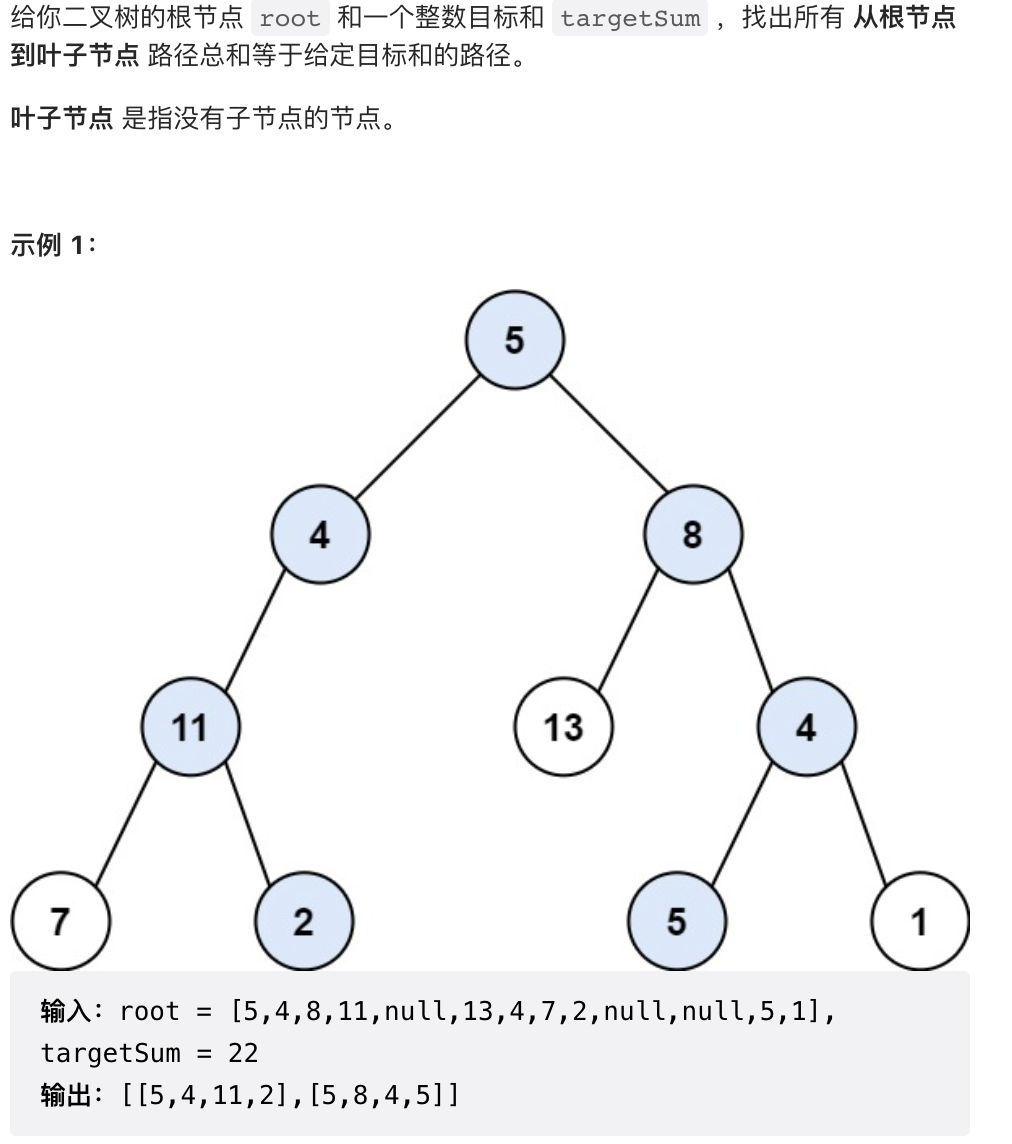 给你二叉树的根节点 root 和一个整数目标和 targetSum ，找出所有 从根节点
到叶子节点 路径总和等于给定目标和的路径。
叶子节点 是指没有子节点的节点。
示例 1：
5
4 8
11 13 4
7 2 5 1
输入：root = [5,4,8,11,null,13,4,7,2,null,null,5,1],
targetSum = 22
输出：[[5,4,11,2],[5,8,4,5]]